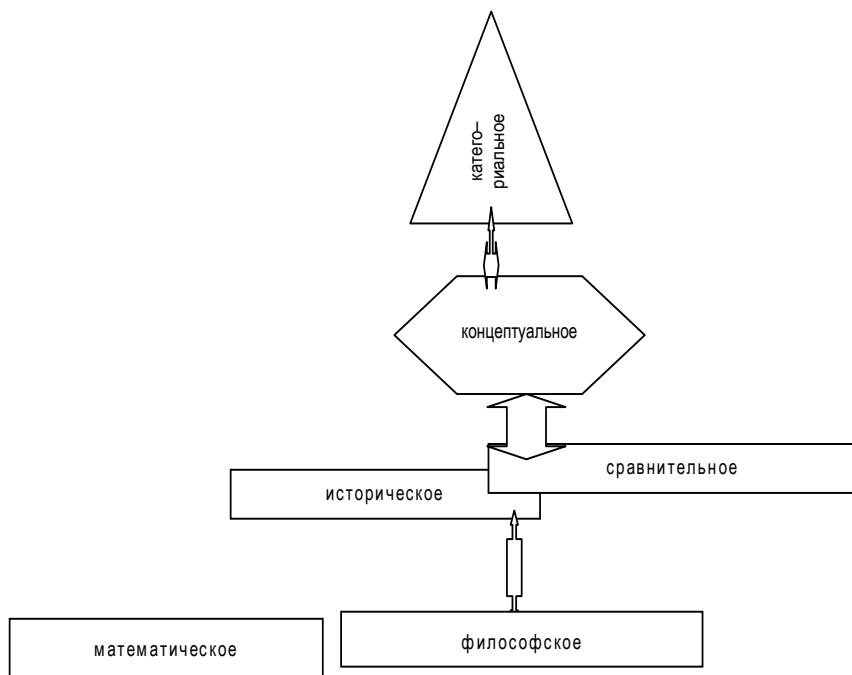 катего–
риальное
концептуальное
сравнительное
историческое
философское
математическое